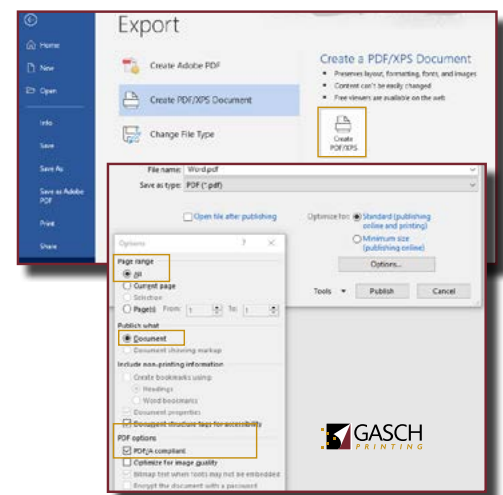 Export
Home
New
Open
Info
Save
Save As
Save as Adobe
PDF
Print
Share
Create Adobe PDF
Create PDF/XPS Document
Change File Type
Create a PDF/XPS Document
Preserves layout, formatting, fonts, and images
Content can't be easily changed
Free viewers are available on the web
Create
PDF/XPS
File name: Word.pdf
Save as type: PDF (*.pdf)
Open file after publishing
Optimize for: Standard (publishing
online and printing)
Minimum size
(publishing online)
Options...
Tools Publish Cancel
Options ? ×
Page range
All
Current page
Selection
Page(s) From: 1 To: 1
Publish what
Document
Document showing markup
Include non-printing information
Create bookmarks using:
Headings
Word bookmarks
Document properties
Document structure tags for accessibility
PDF options
PDF/A compliant
Optimize for image quality
Bitmap text when fonts may not be embedded
Encrypt the document with a password
GASCH
PRINTING